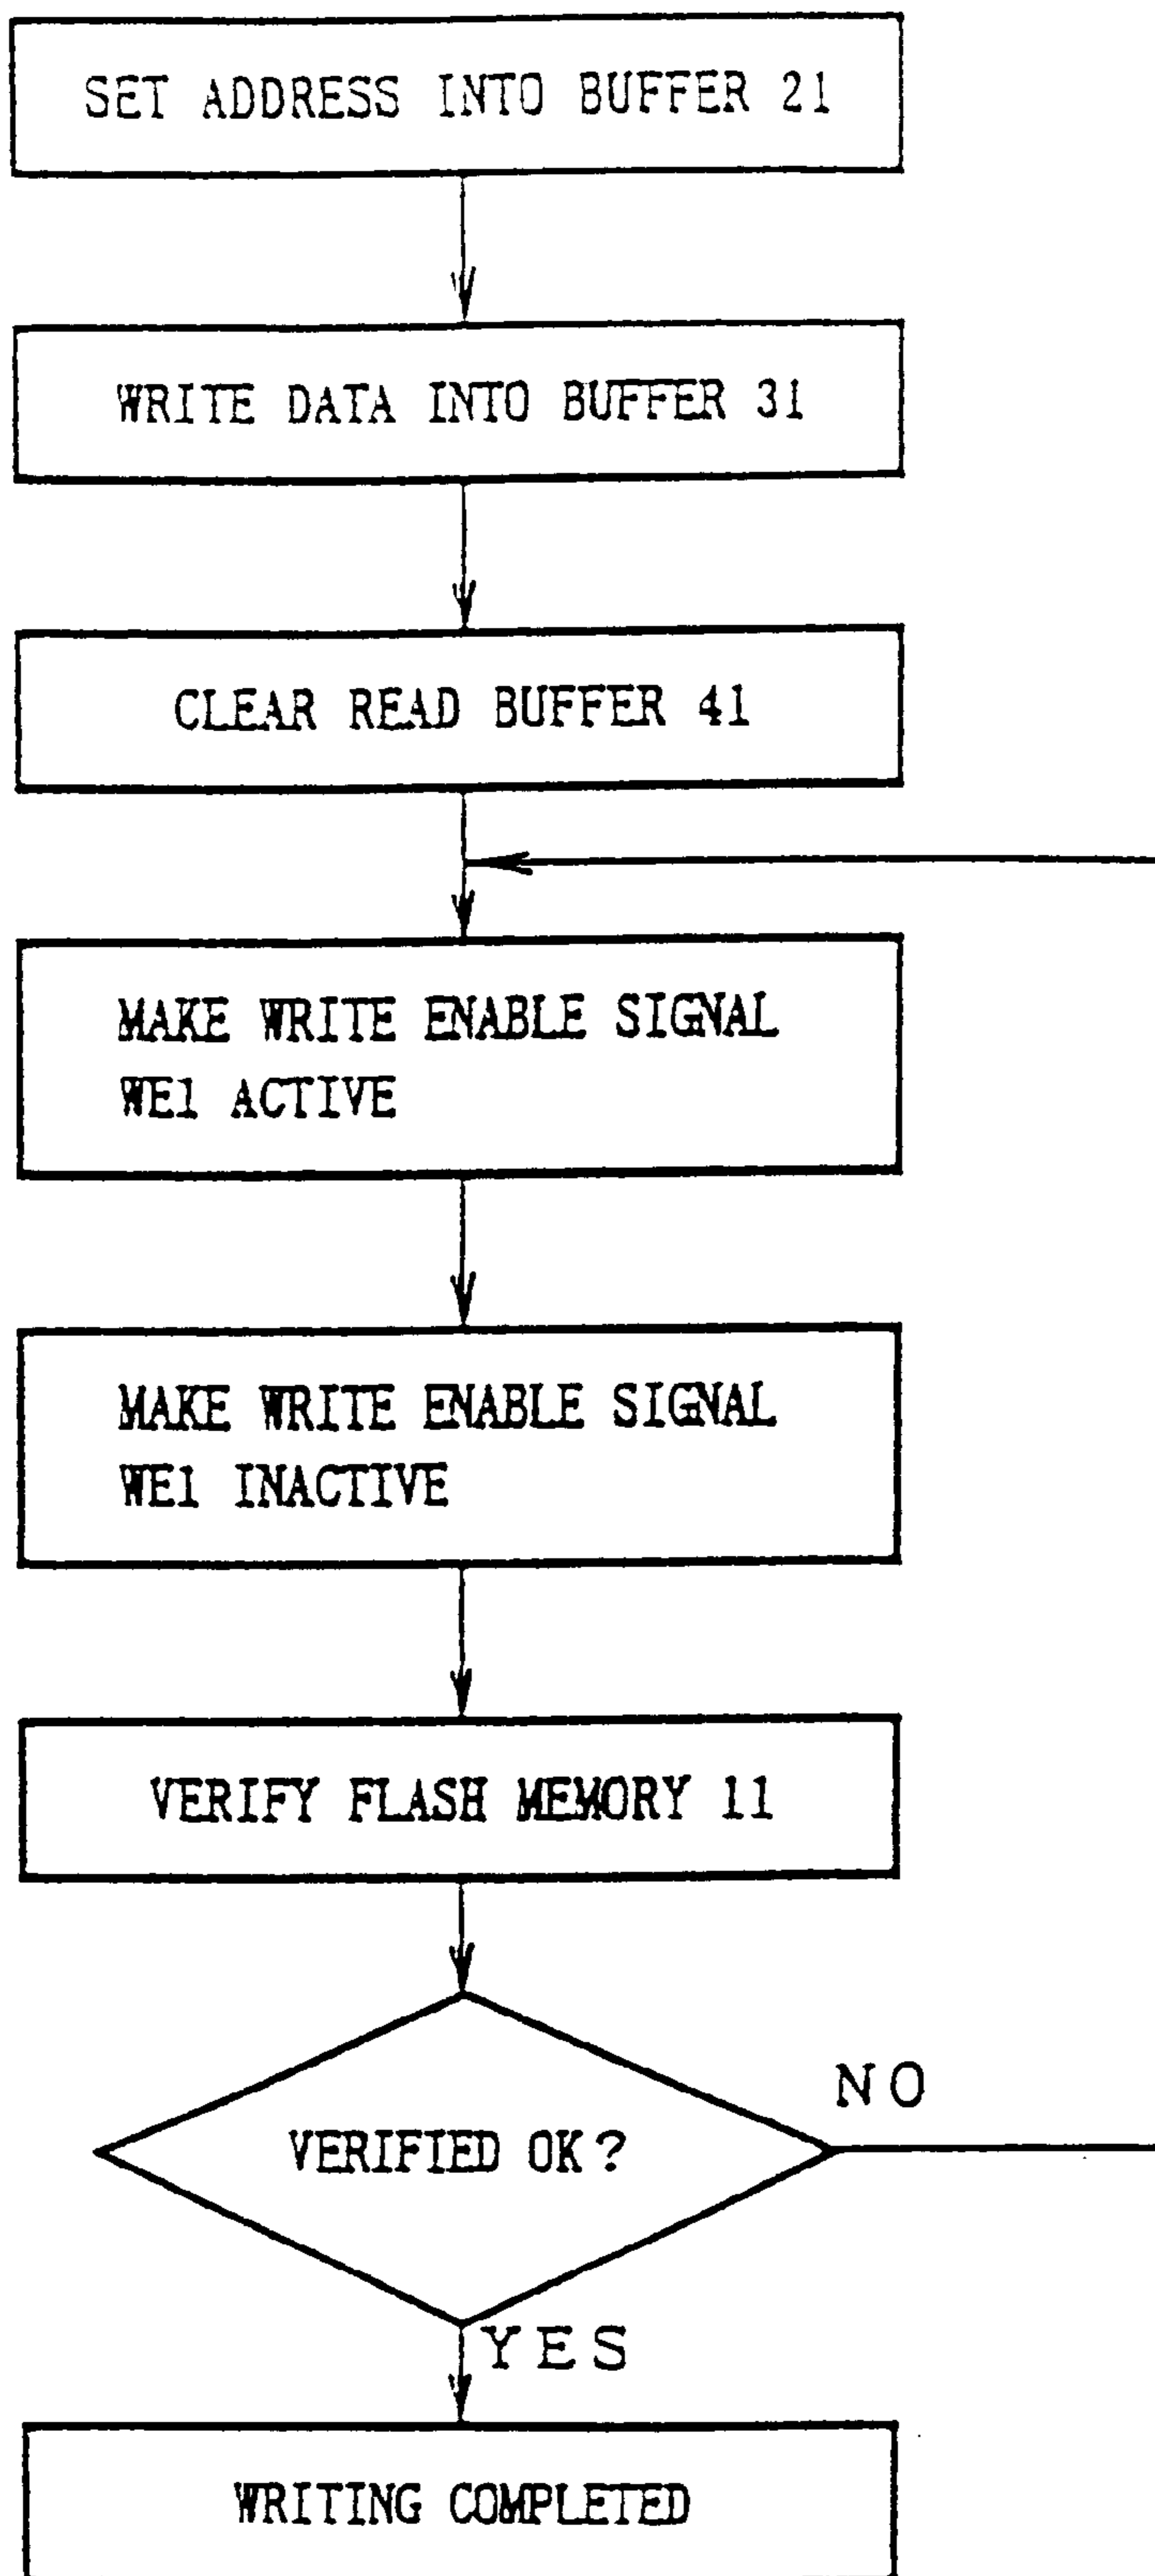 SET ADDRESS INTO BUFFER 21
WRITE DATA INTO BUFFER 31
CLEAR READ BUFFER 41
MAKE WRITE ENABLE SIGNAL
WE1 ACTIVE
MAKE WRITE ENABLE SIGNAL
WE1 INACTIVE
VERIFY FLASH MEMORY 11
NO
VERIFIED OK?
YES
WRITING COMPLETED